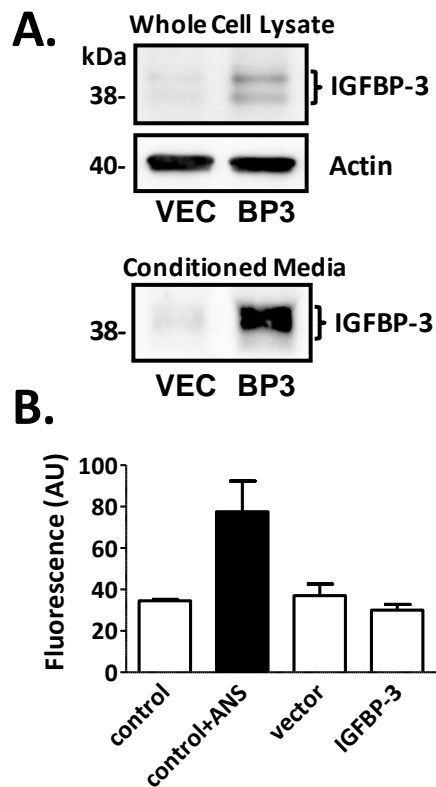 A.
Whole Cell Lysate
kDa
38-
IGFBP-3
40-
Actin
VEC BP3
Conditioned Media
38-
IGFBP-3
VEC BP3
B.
Fluorescence (AU)
100
80
60
40
20
0
control
control+ANS
vector
IGFBP-3